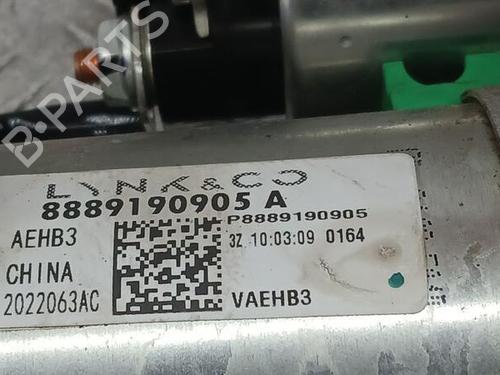 B-PARTS
LYNK&CO
8889190905 A
P8889190905
AEHB3
3Z 10:03:09 0164
CHINA
2022063AC
VAEHB3